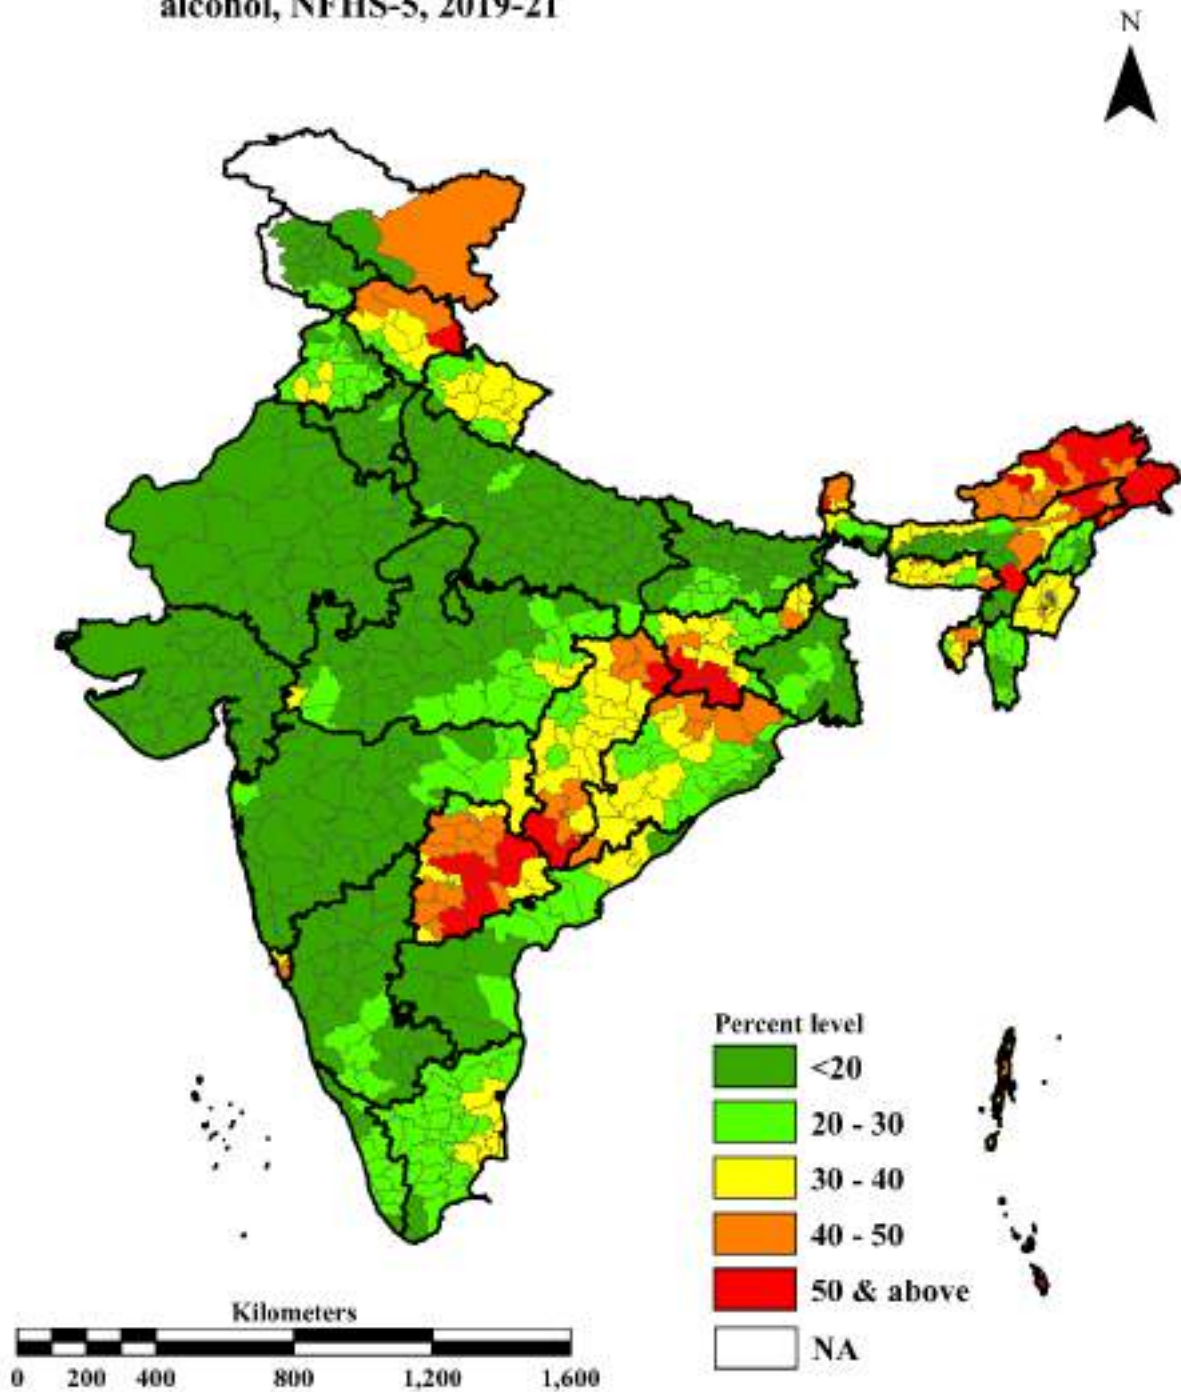 alcohol, NFHS-5, 2019-21
N
Percent level
<20
20 - 30
30 - 40
40 - 50
50 & above
NA
Kilometers
0 200 400 800 1,200 1,600